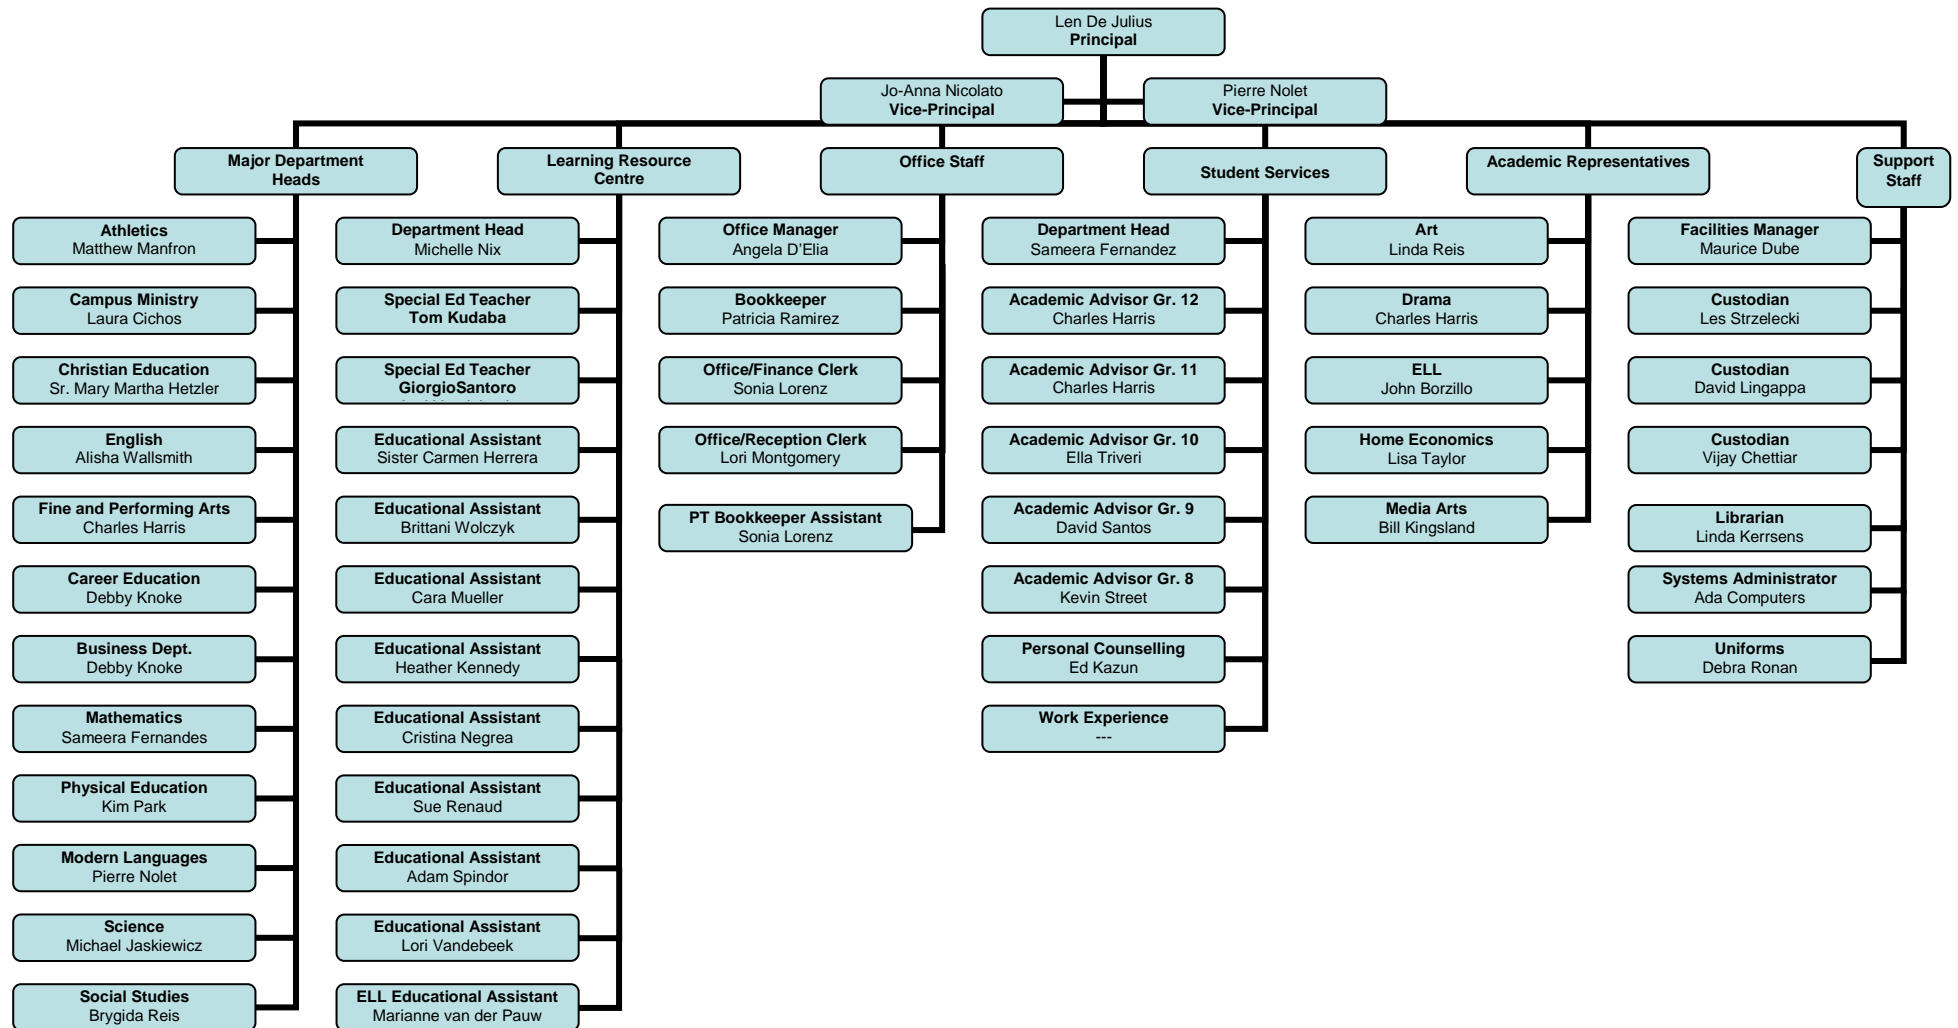 Len De Julius
Principal
Jo-Anna Nicolato
Vice-Principal
Pierre Nolet
Vice-Principal
Major Department
Heads
Learning Resource
Centre
Office Staff
Student Services
Academic Representatives
Support
Staff
Athletics
Matthew Manfron
Campus Ministry
Laura Cichos
Christian Education
Sr. Mary Martha Hetzler
English
Alisha Wallsmith
Fine and Performing Arts
Charles Harris
Career Education
Debby Knoke
Business Dept.
Debby Knoke
Mathematics
Sameera Fernandes
Physical Education
Kim Park
Modern Languages
Pierre Nolet
Science
Michael Jaskiewicz
Social Studies
Brygida Reis
Department Head
Michelle Nix
Special Ed Teacher
Tom Kudaba
Special Ed Teacher
GiorgioSantoro
Educational Assistant
Sister Carmen Herrera
Educational Assistant
Brittani Wolczyk
Educational Assistant
Cara Mueller
Educational Assistant
Heather Kennedy
Educational Assistant
Cristina Negrea
Educational Assistant
Sue Renaud
Educational Assistant
Adam Spindor
Educational Assistant
Lori Vandebeek
ELL Educational Assistant
Marianne van der Pauw
Office Manager
Angela D'Elia
Bookkeeper
Patricia Ramirez
Office/Finance Clerk
Sonia Lorenz
Office/Reception Clerk
Lori Montgomery
PT Bookkeeper Assistant
Sonia Lorenz
Department Head
Sameera Fernandez
Academic Advisor Gr. 12
Charles Harris
Academic Advisor Gr. 11
Charles Harris
Academic Advisor Gr. 10
Ella Triveri
Academic Advisor Gr. 9
David Santos
Academic Advisor Gr. 8
Kevin Street
Personal Counselling
Ed Kazun
Work Experience
---
Art
Linda Reis
Drama
Charles Harris
ELL
John Borzillo
Home Economics
Lisa Taylor
Media Arts
Bill Kingsland
Facilities Manager
Maurice Dube
Custodian
Les Strzelecki
Custodian
David Lingappa
Custodian
Vijay Chettiar
Librarian
Linda Kerrsens
Systems Administrator
Ada Computers
Uniforms
Debra Ronan